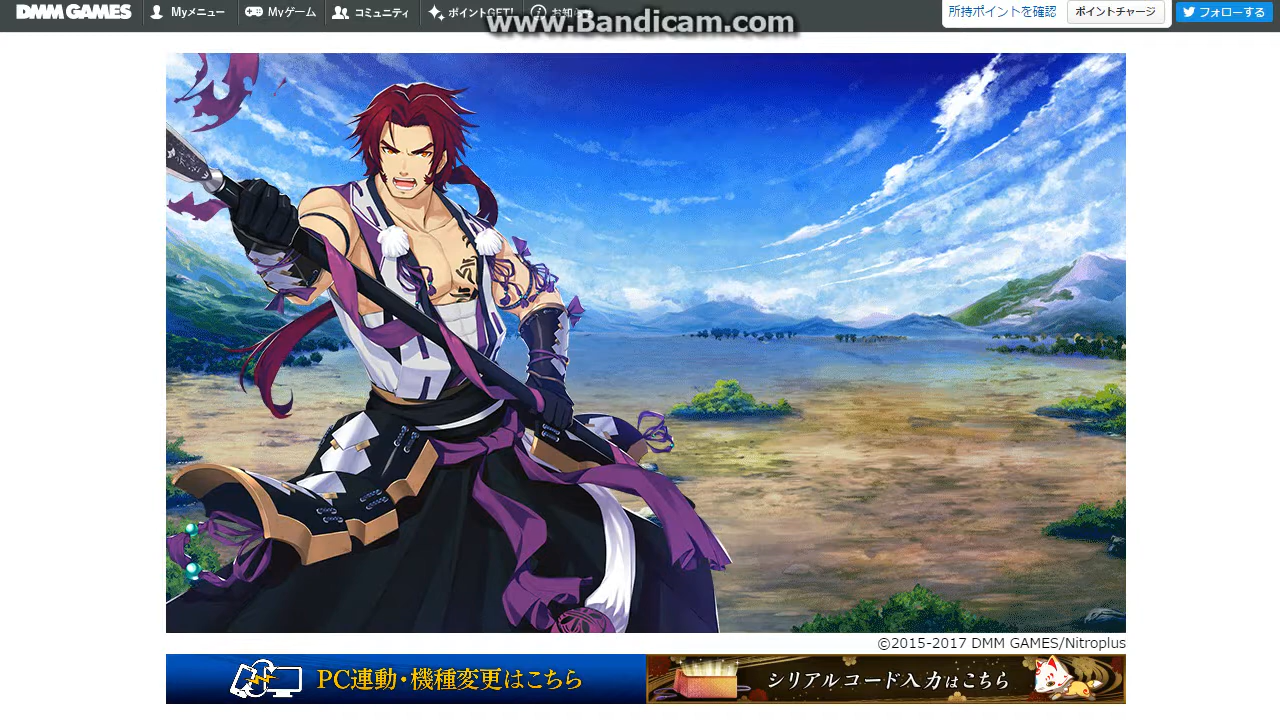 DMM GAMES Myメニュー Myゲーム コミュニティ ポイントGET! www.Bandicam.com 所持ポイントを確認 ポイントチャージ フォローする
©2015-2017 DMM GAMES/Nitroplus
PC連動・機種変更はこちら シリアルコード入力はこちら